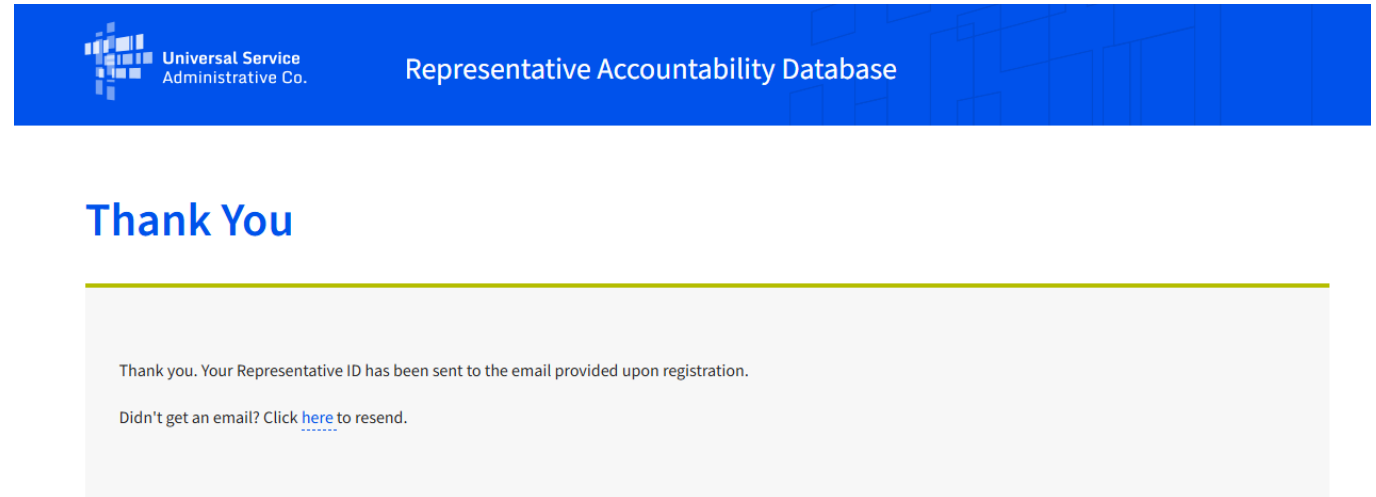 Universal Service
Administrative Co.
Representative Accountability Database
Thank You
Thank you. Your Representative ID has been sent to the email provided upon registration.
Didn't get an email? Click here to resend.